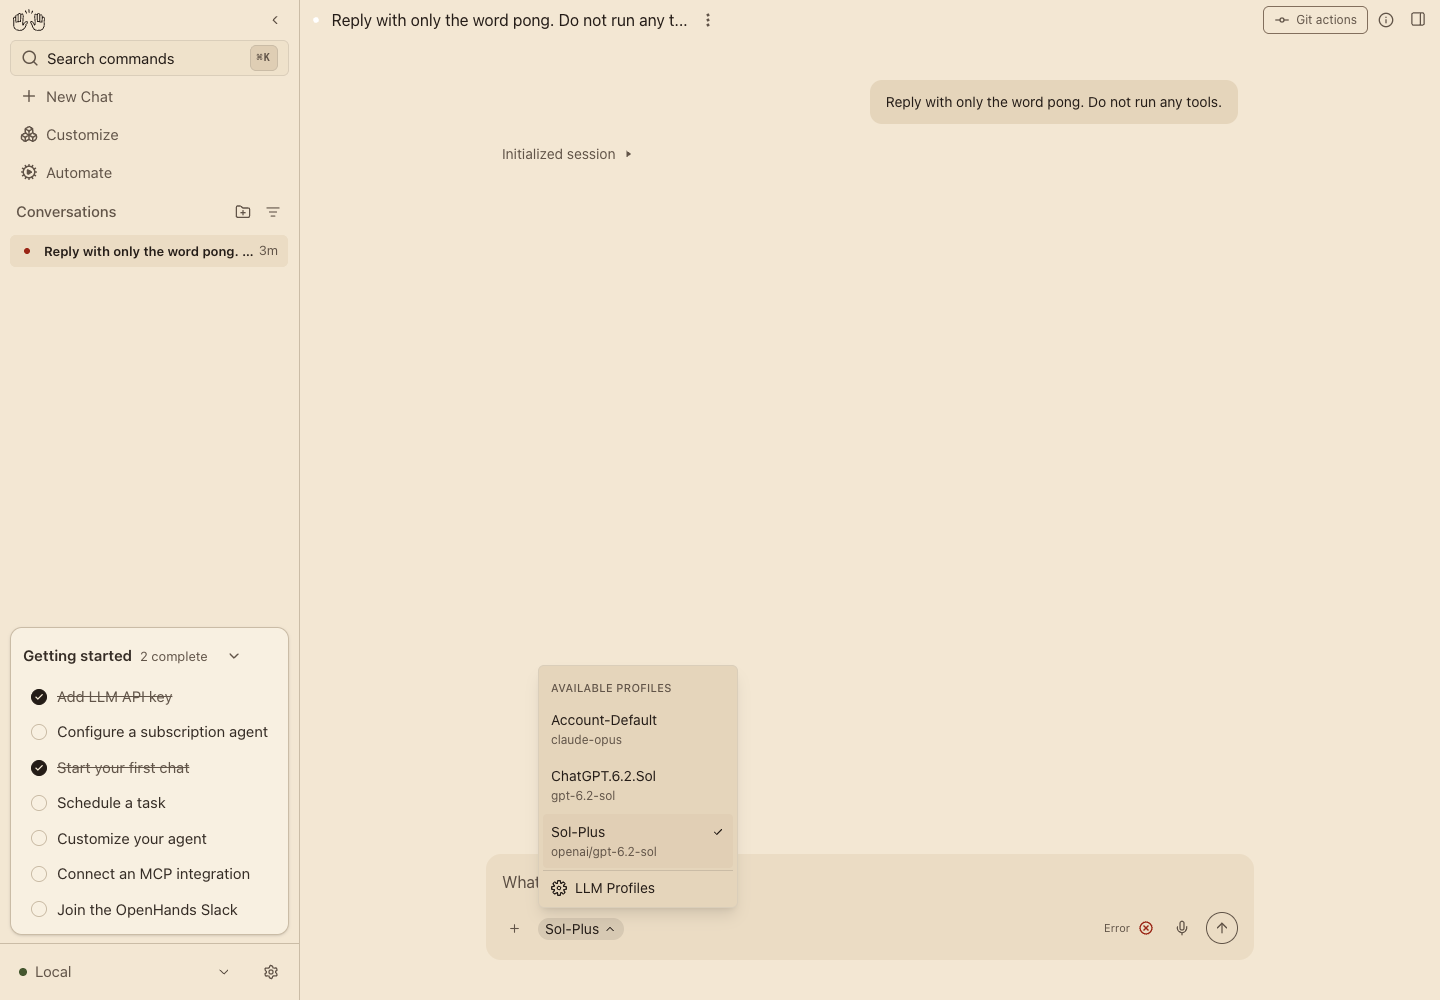 Search commands
⌘K
New Chat
Customize
Automate
Conversations
Reply with only the word pong. ...
3m
Getting started
2 complete
Add LLM API key
Configure a subscription agent
Start your first chat
Schedule a task
Customize your agent
Connect an MCP integration
Join the OpenHands Slack
Local
Reply with only the word pong. Do not run any t...
Git actions
Reply with only the word pong. Do not run any tools.
Initialized session
AVAILABLE PROFILES
Account-Default
claude-opus
ChatGPT.6.2.Sol
gpt-6.2-sol
Sol-Plus
openai/gpt-6.2-sol
LLM Profiles
What
Sol-Plus
Error